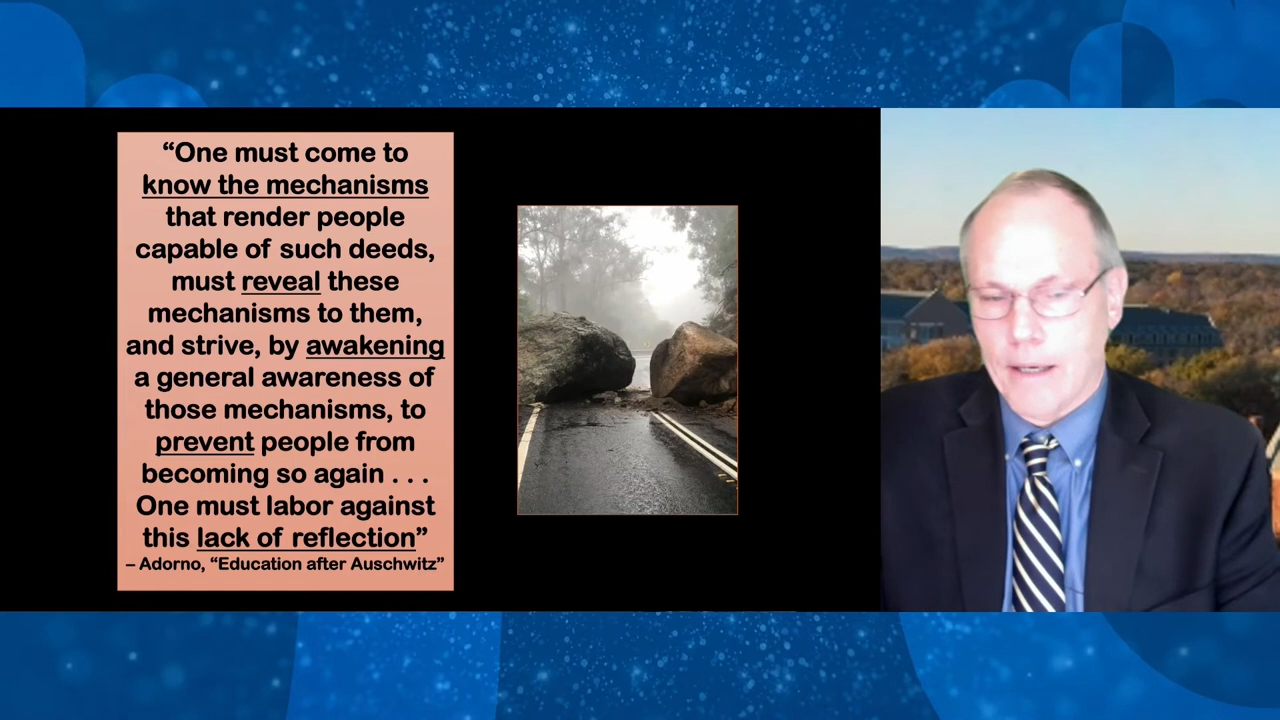 “One must come to
know the mechanisms
that render people
capable of such deeds,
must reveal these
mechanisms to them,
and strive, by awakening
a general awareness of
those mechanisms, to
prevent people from
becoming so again . . .
One must labor against
this lack of reflection”
– Adorno, “Education after Auschwitz”